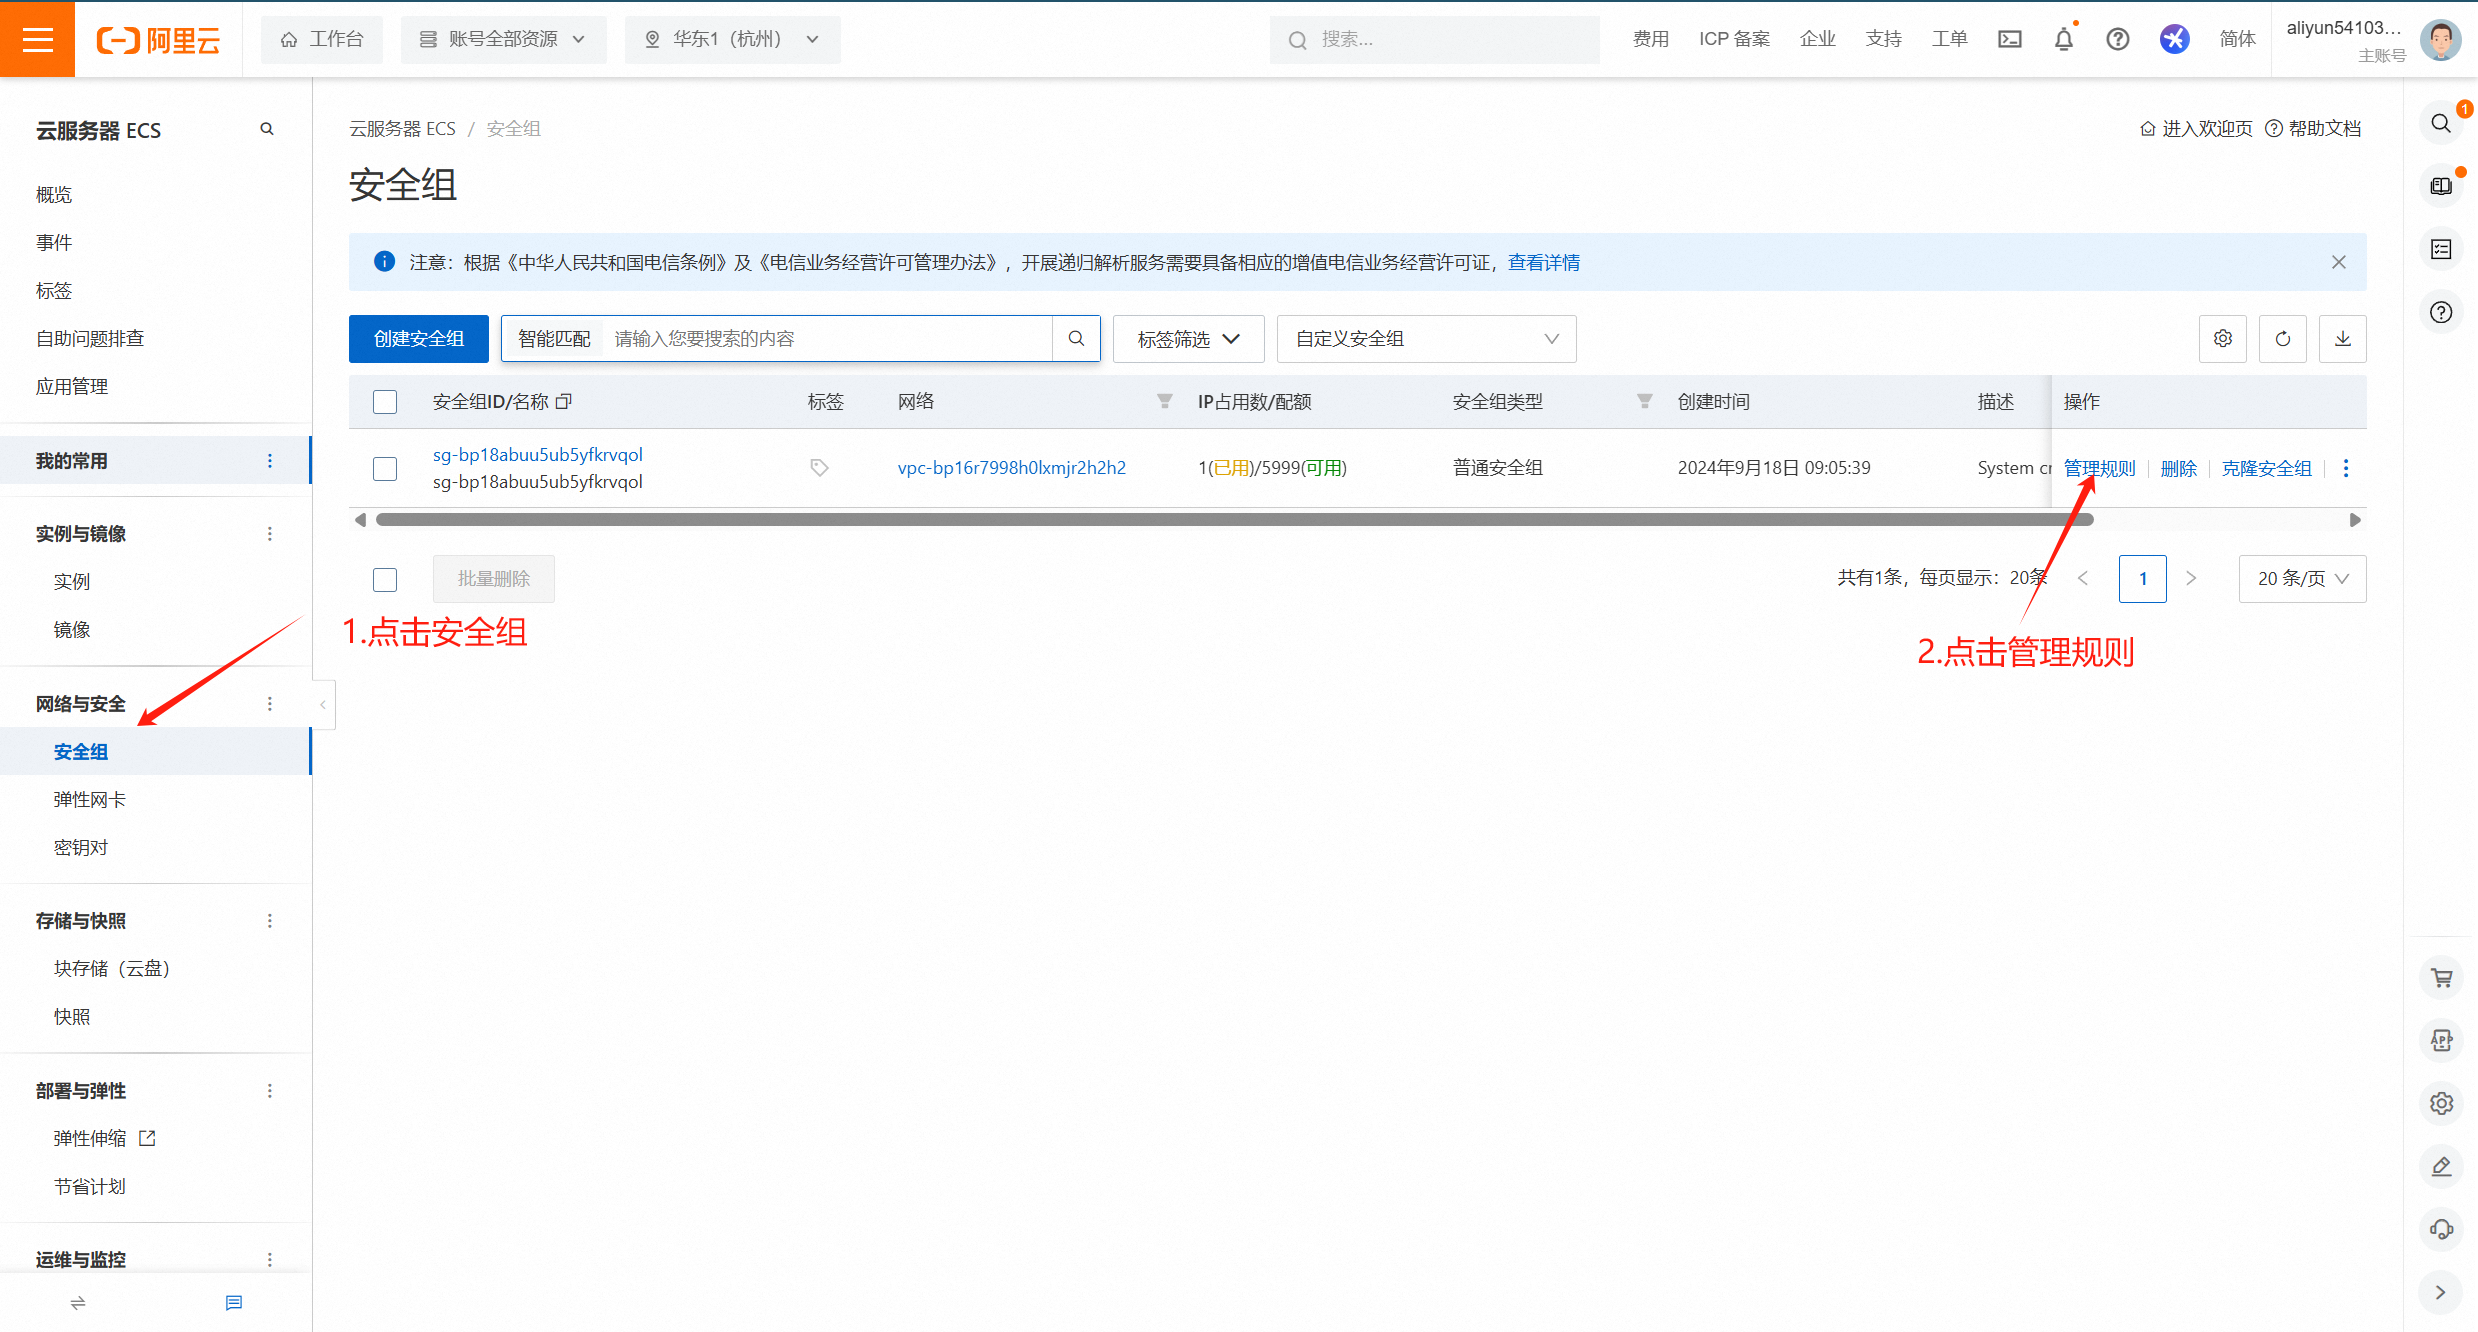 阿里云
工作台
账号全部资源
华东1（杭州）
搜索...
费用
ICP 备案
企业
支持
工单
简体
aliyun54103...
主账号
云服务器 ECS
概览
事件
标签
自助问题排查
应用管理
我的常用
实例与镜像
实例
镜像
网络与安全
安全组
弹性网卡
密钥对
存储与快照
块存储（云盘）
快照
部署与弹性
弹性伸缩
节省计划
运维与监控
云服务器 ECS / 安全组
进入欢迎页 帮助文档
安全组
注意：根据《中华人民共和国电信条例》及《电信业务经营许可管理办法》，开展递归解析服务需要具备相应的增值电信业务经营许可证，查看详情
创建安全组 智能匹配 请输入您要搜索的内容 标签筛选 自定义安全组
安全组ID/名称 标签 网络 IP占用数/配额 安全组类型 创建时间 描述 操作
sg-bp18abuu5ub5yfkrvqol
sg-bp18abuu5ub5yfkrvqol
vpc-bp16r7998h0lxmjr2h2h2 1(已用)/5999(可用) 普通安全组 2024年9月18日 09:05:39 System cr 管理规则 删除 克隆安全组
批量删除 共有1条，每页显示：20条 1 20 条/页
1.点击安全组
2.点击管理规则
1
APP